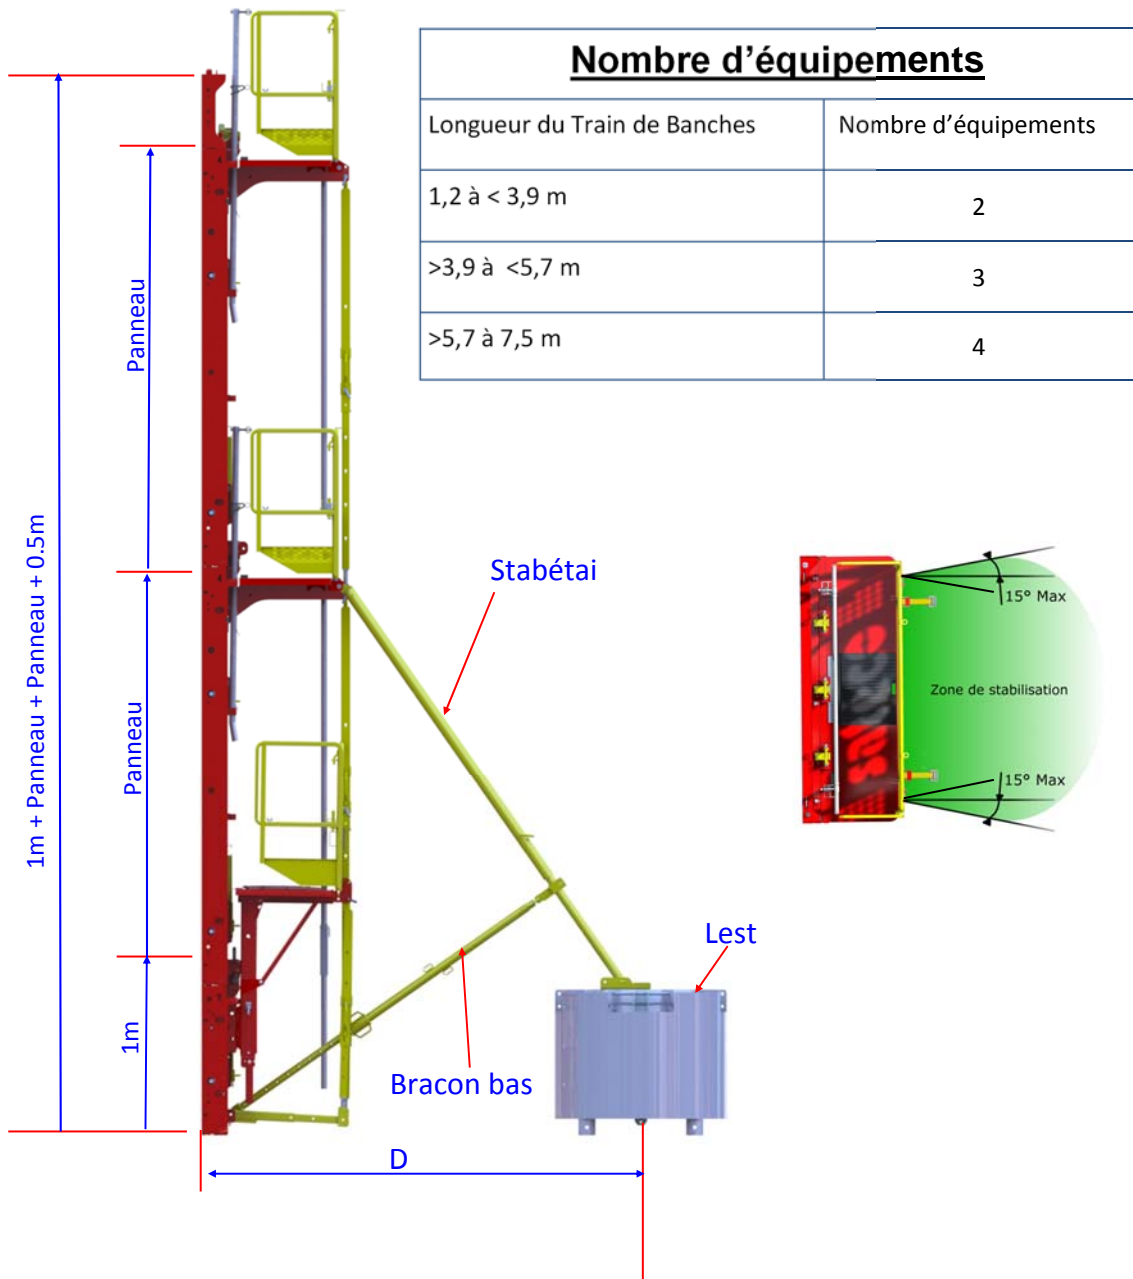 Nombre d’équipements
Longueur du Train de Banches
Nombre d’équipements
1,2 à < 3,9 m
2
>3,9 à <5,7 m
3
>5,7 à 7,5 m
4
1m + Panneau + Panneau + 0.5m
Panneau
Panneau
1m
Stabétai
Bracon bas
Lest
D
15° Max
Zone de stabilisation
15° Max